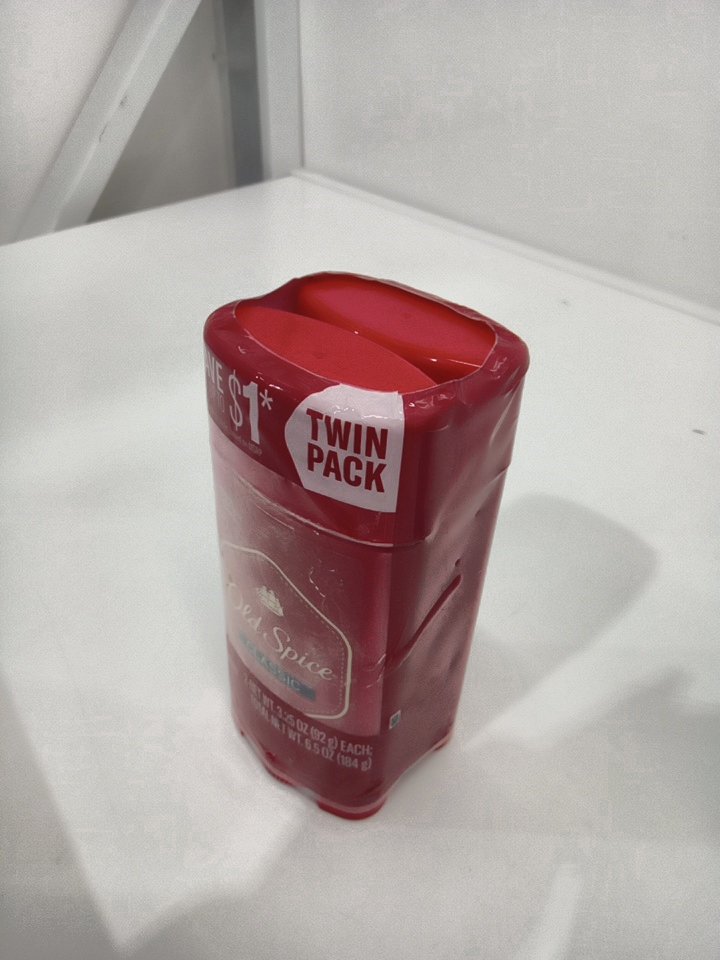 $1*
TWIN
PACK
Old Spice
CLASSIC
NET WT. 3.25 OZ (92 g) EACH;
TOTAL NET WT. 6.5 OZ (184 g)